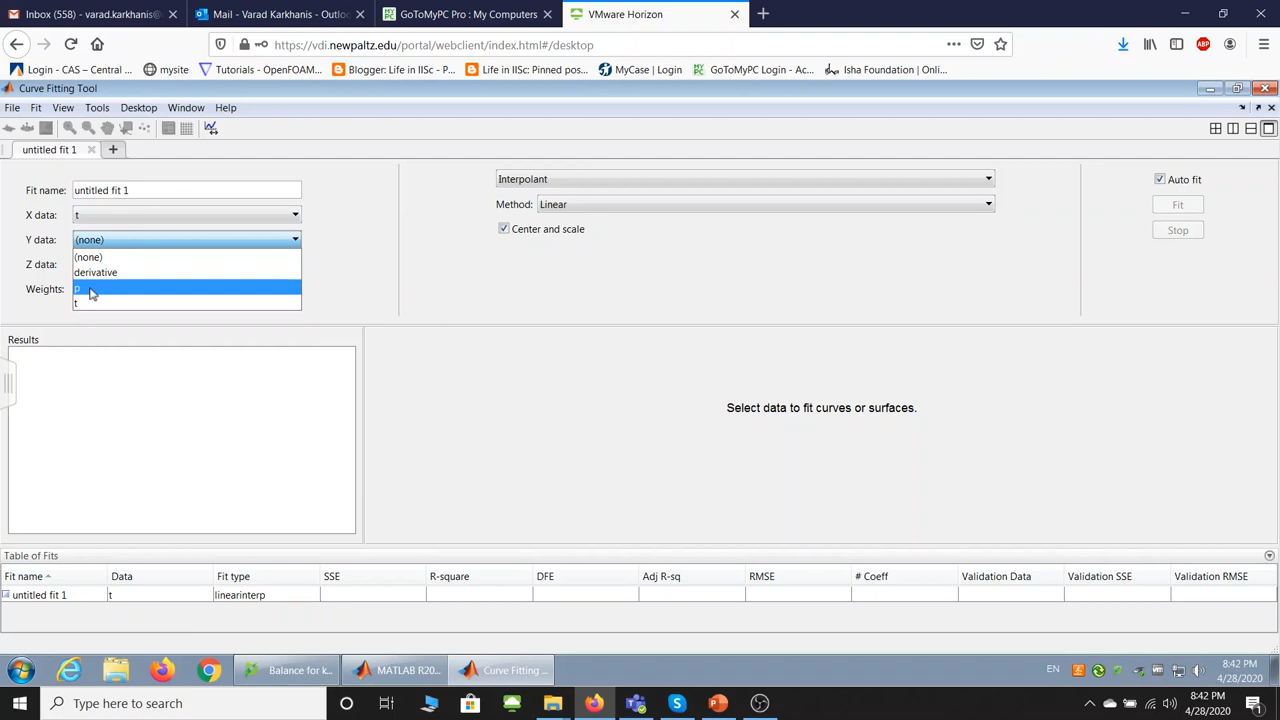 Inbox (558) - varad.karkhanis@
Mail - Varad Karkhanis - Outlo
GoToMyPC Pro : My Computers
VMware Horizon
https://vdi.newpaltz.edu/portal/webclient/index.html#/desktop
ABP
Login - CAS – Central ...
mysite
Tutorials - OpenFOAM...
Blogger: Life in IISc - P...
Life in IISc: Pinned pos...
MyCase | Login
GoToMyPC Login - Ac...
Isha Foundation | Onli...
Curve Fitting Tool
File Fit View Tools Desktop Window Help
untitled fit 1
Fit name: untitled fit 1
X data: t
Y data: (none)
(none)
Z data:
derivative
Weights: p
t
Interpolant
Method: Linear
Center and scale
Auto fit
Fit
Stop
Results
Select data to fit curves or surfaces.
Table of Fits
Fit name Data Fit type SSE R-square DFE Adj R-sq RMSE # Coeff Validation Data Validation SSE Validation RMSE
untitled fit 1 t linearinterp
Balance for k...
MATLAB R20...
Curve Fitting ...
EN
8:42 PM
4/28/2020
Type here to search
8:42 PM
4/28/2020